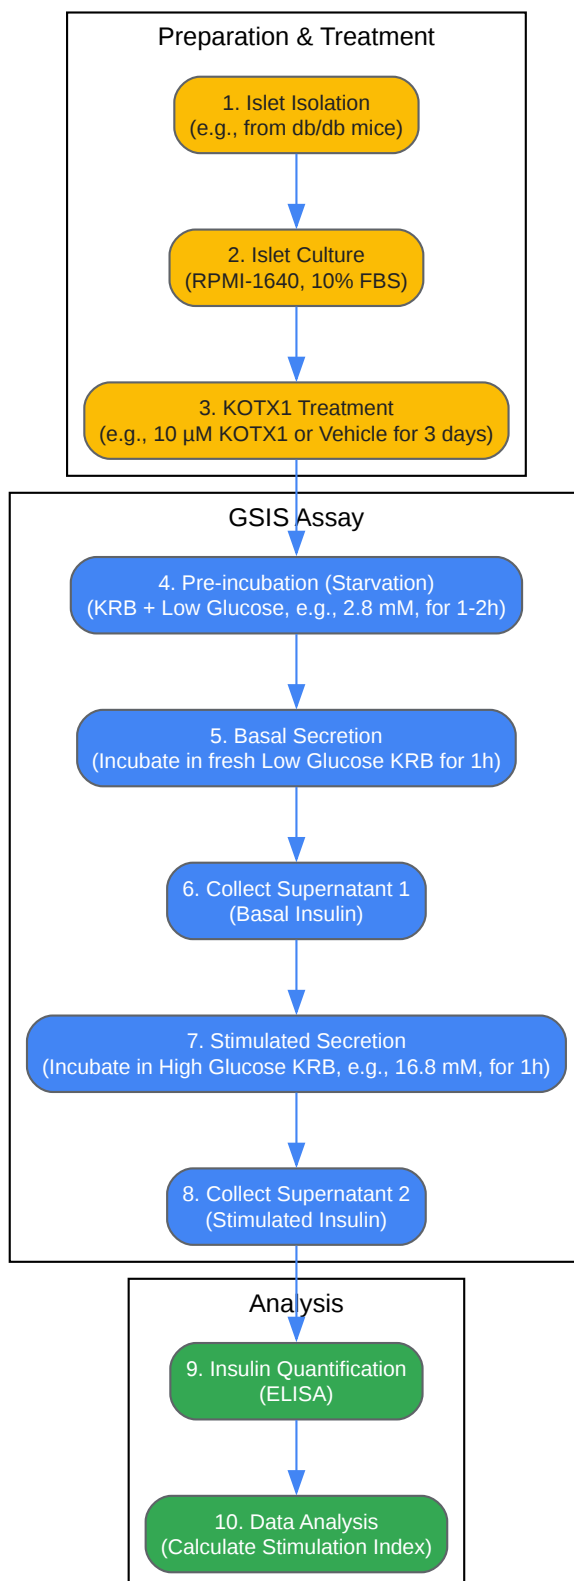 Preparation & Treatment
1. Islet Isolation
(e.g., from db/db mice)
2. Islet Culture
(RPMI-1640, 10% FBS)
3. KOTX1 Treatment
(e.g., 10 µM KOTX1 or Vehicle for 3 days)
GSIS Assay
4. Pre-incubation (Starvation)
(KRB + Low Glucose, e.g., 2.8 mM, for 1-2h)
5. Basal Secretion
(Incubate in fresh Low Glucose KRB for 1h)
6. Collect Supernatant 1
(Basal Insulin)
7. Stimulated Secretion
(Incubate in High Glucose KRB, e.g., 16.8 mM, for 1h)
8. Collect Supernatant 2
(Stimulated Insulin)
Analysis
9. Insulin Quantification
(ELISA)
10. Data Analysis
(Calculate Stimulation Index)